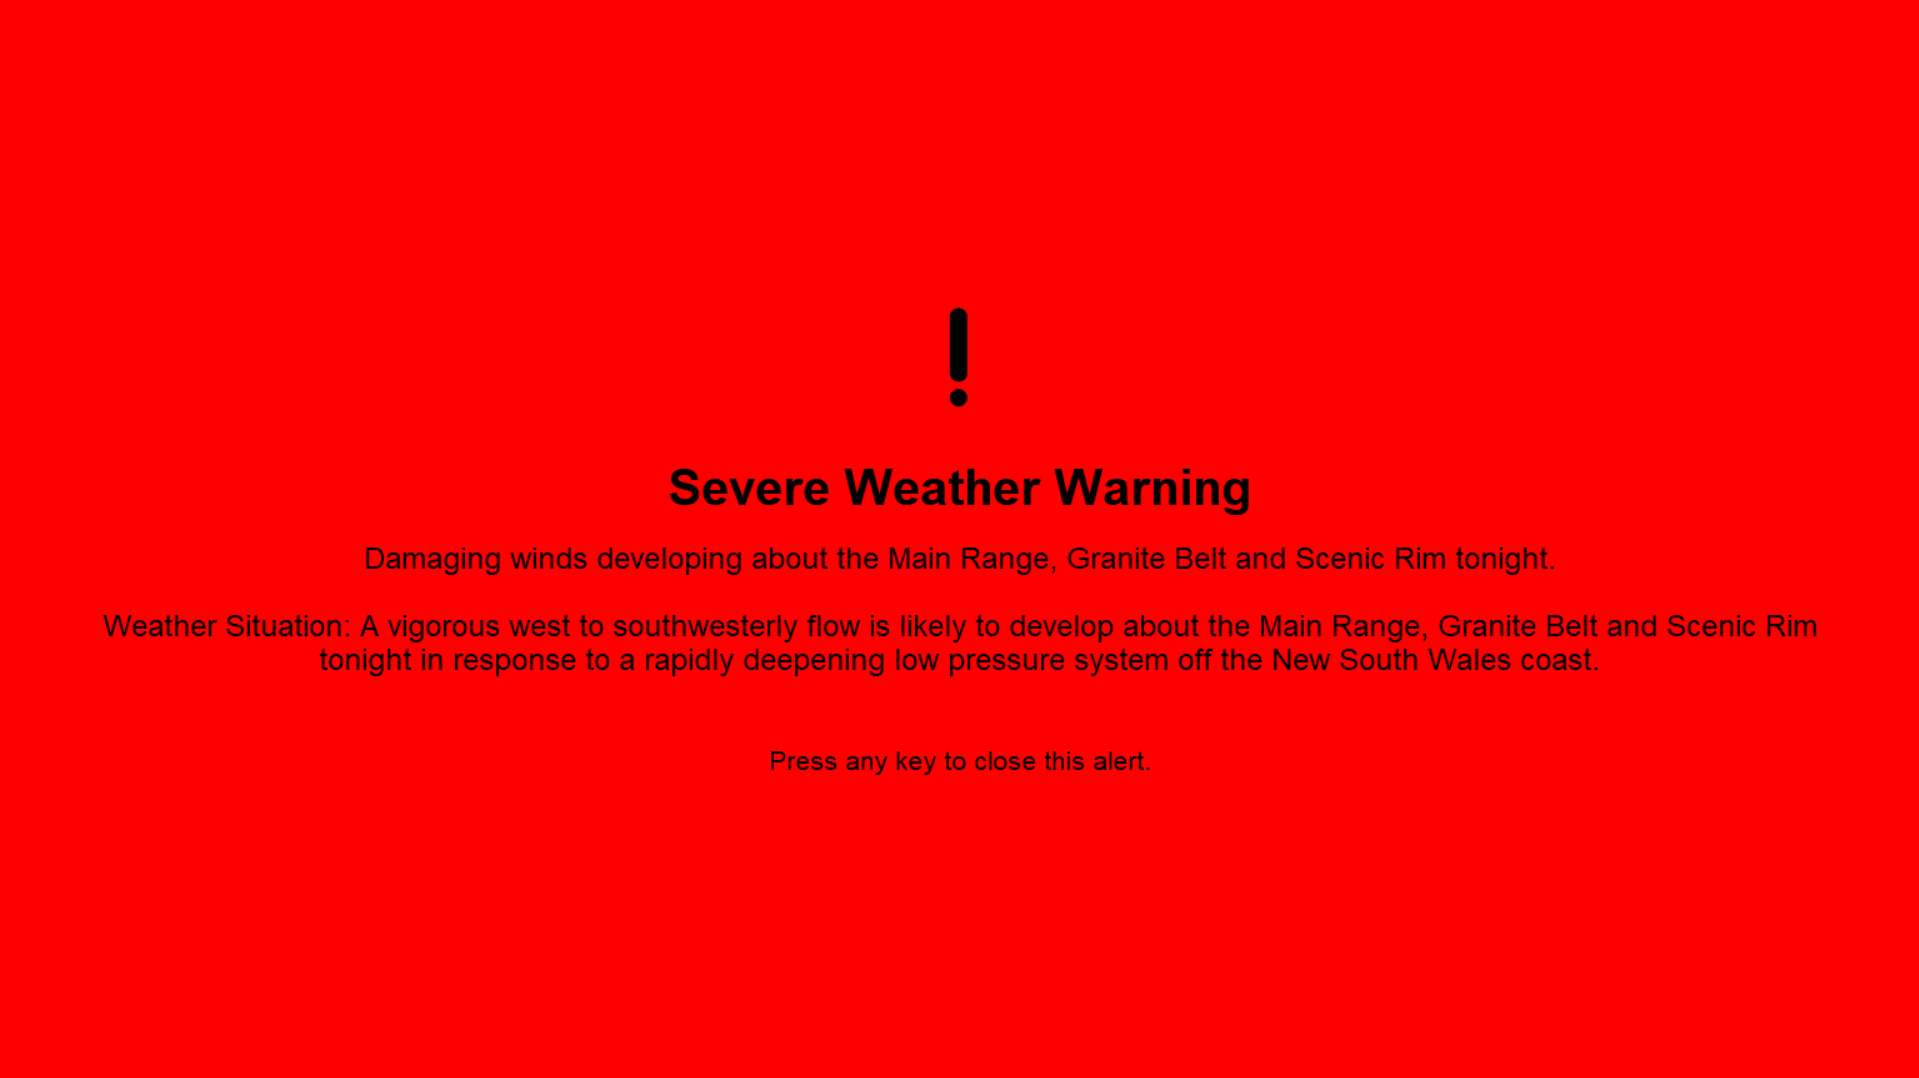 !
Severe Weather Warning
Damaging winds developing about the Main Range, Granite Belt and Scenic Rim tonight.
Weather Situation: A vigorous west to southwesterly flow is likely to develop about the Main Range, Granite Belt and Scenic Rim
tonight in response to a rapidly deepening low pressure system off the New South Wales coast.
Press any key to close this alert.